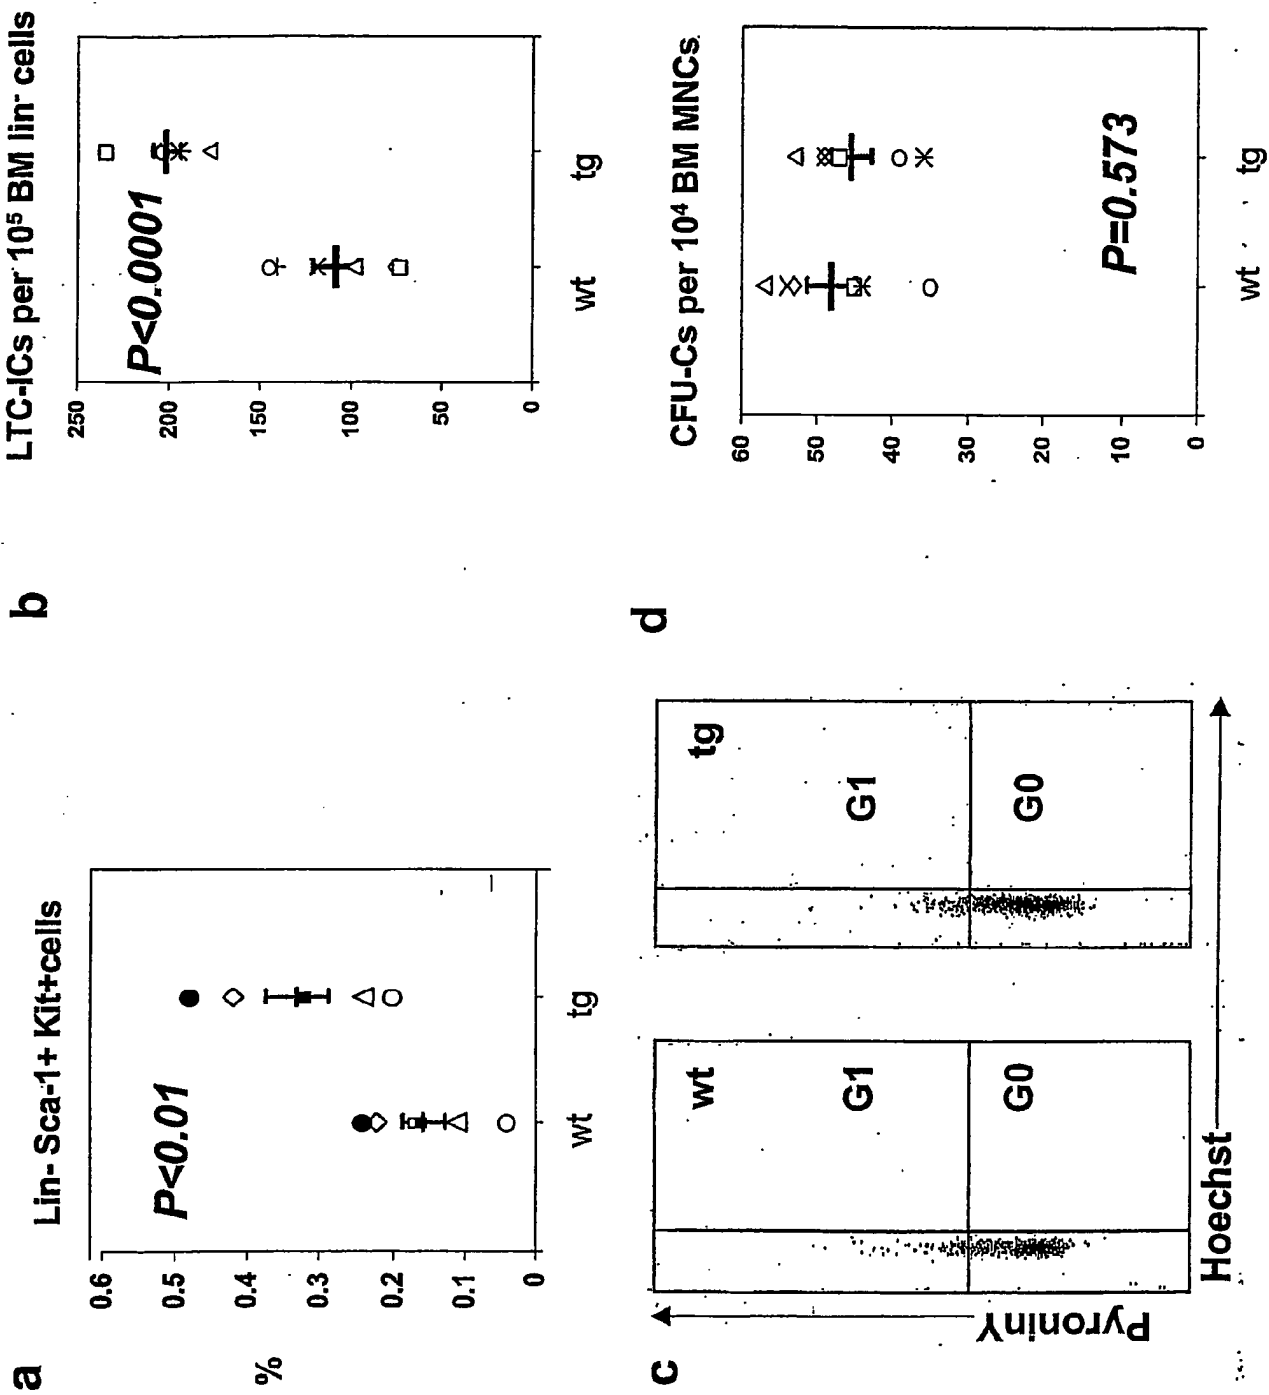 a
Lin- Sca-1+ Kit+cells
%
0.6
0.5
0.4
0.3
0.2
0.1
0
P<0.01
wt
tg
b
LTC-ICs per 10⁵ BM lin⁻ cells
250
200
150
100
50
0
P<0.0001
wt
tg
c
PyroninY
wt
G1
G0
tg
G1
G0
Hoechst
d
CFU-Cs per 10⁴ BM MNCs
60
50
40
30
20
10
0
P=0.573
wt
tg